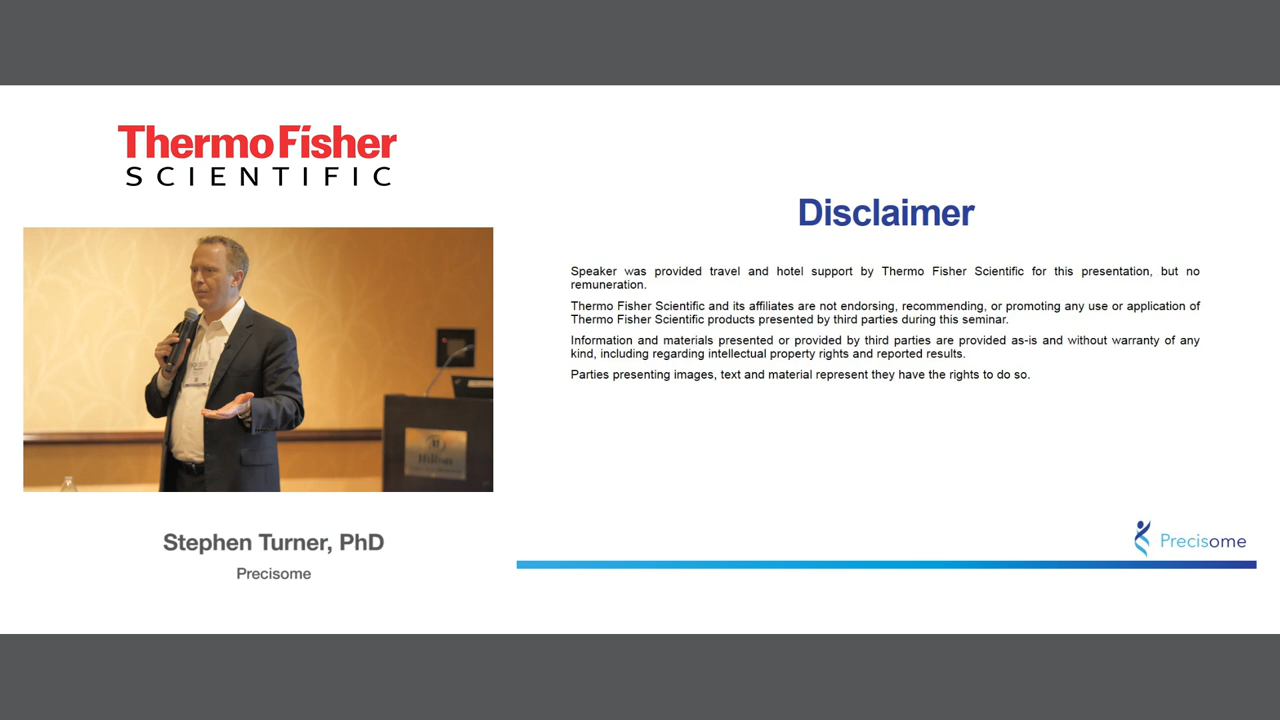 ThermoFisher
SCIENTIFIC
Hilton
Stephen Turner, PhD
Precisome
Disclaimer
Speaker was provided travel and hotel support by Thermo Fisher Scientific for this presentation, but no
remuneration.
Thermo Fisher Scientific and its affiliates are not endorsing, recommending, or promoting any use or application of
Thermo Fisher Scientific products presented by third parties during this seminar.
Information and materials presented or provided by third parties are provided as-is and without warranty of any
kind, including regarding intellectual property rights and reported results.
Parties presenting images, text and material represent they have the rights to do so.
Precisome